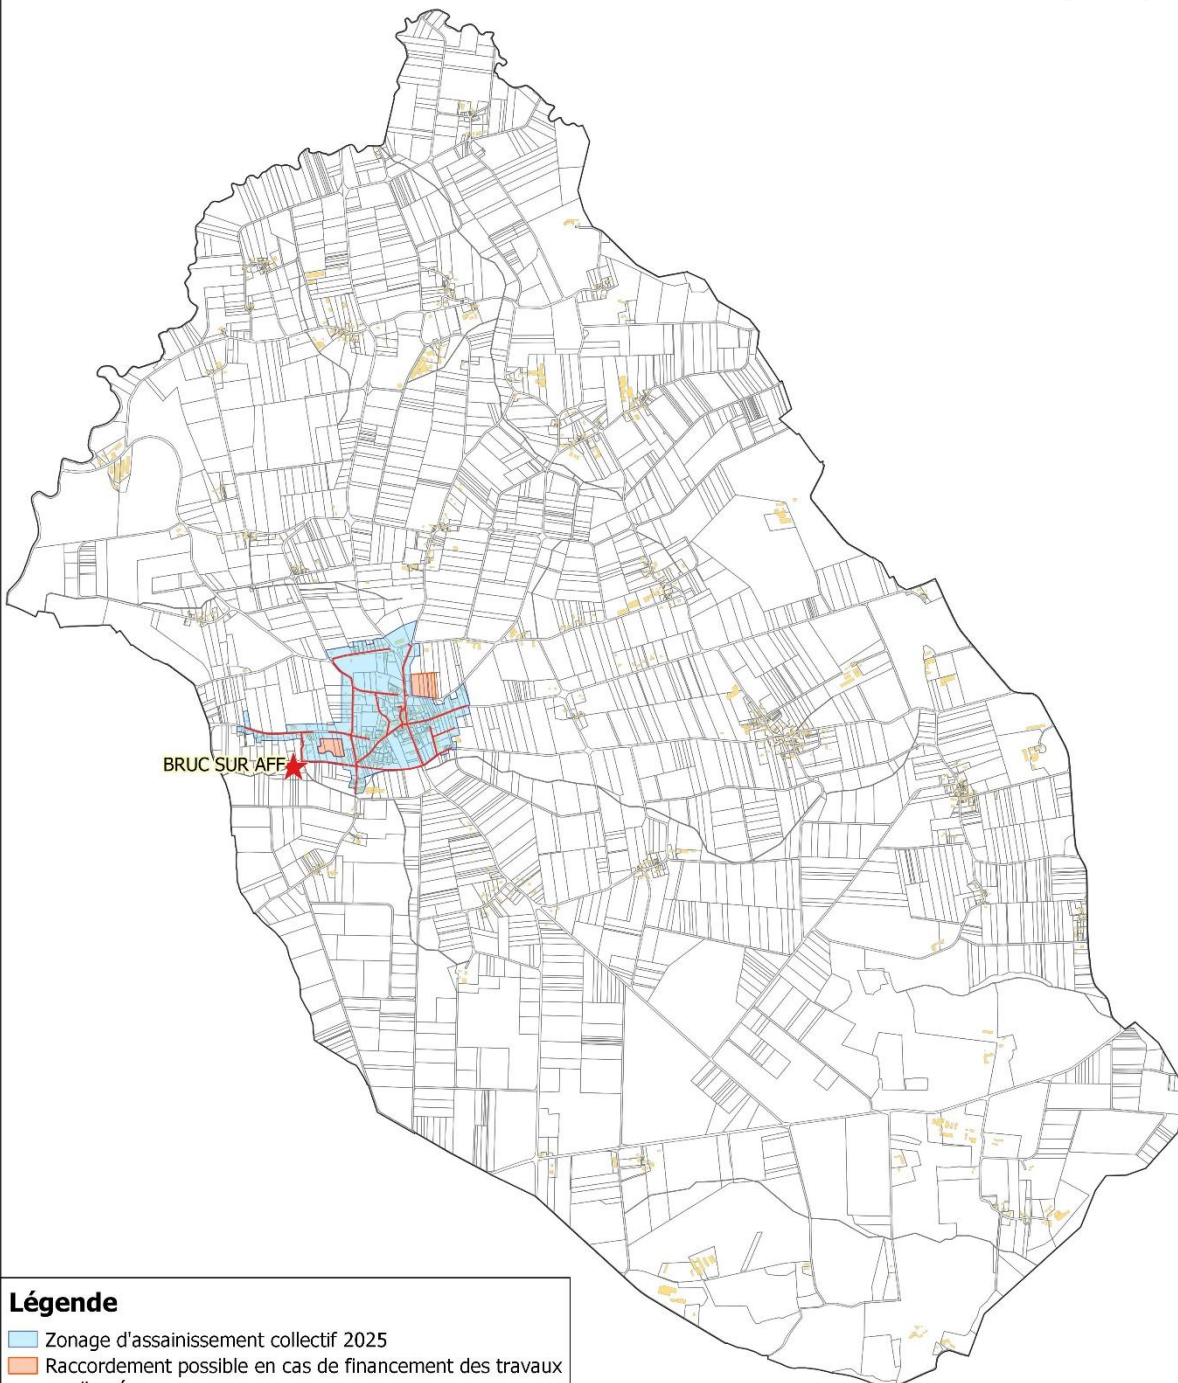 BRUC SUR AFF
Légende
Zonage d'assainissement collectif 2025
Raccordement possible en cas de financement des travaux